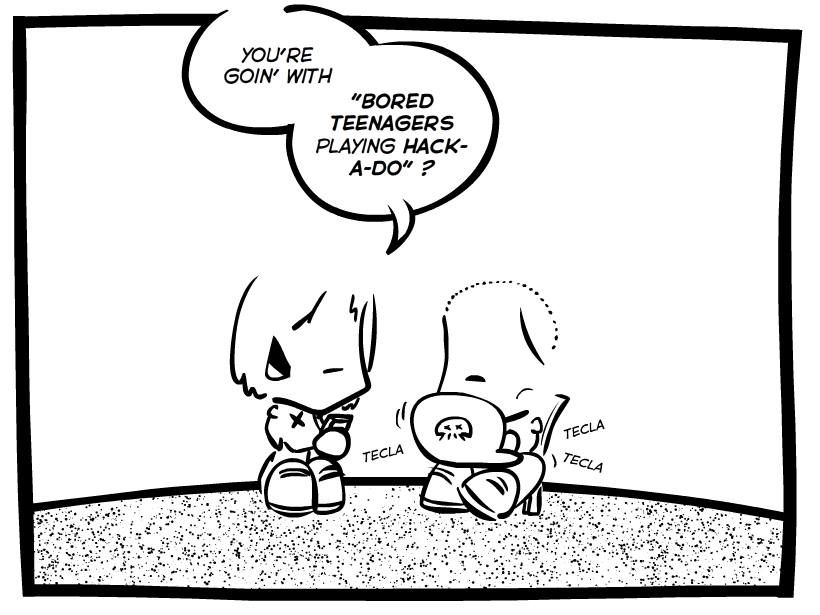 YOU'RE
GOIN' WITH
"BORED
TEENAGERS
PLAYING HACK-
A-DO" ?
TECLA
TECLA
TECLA